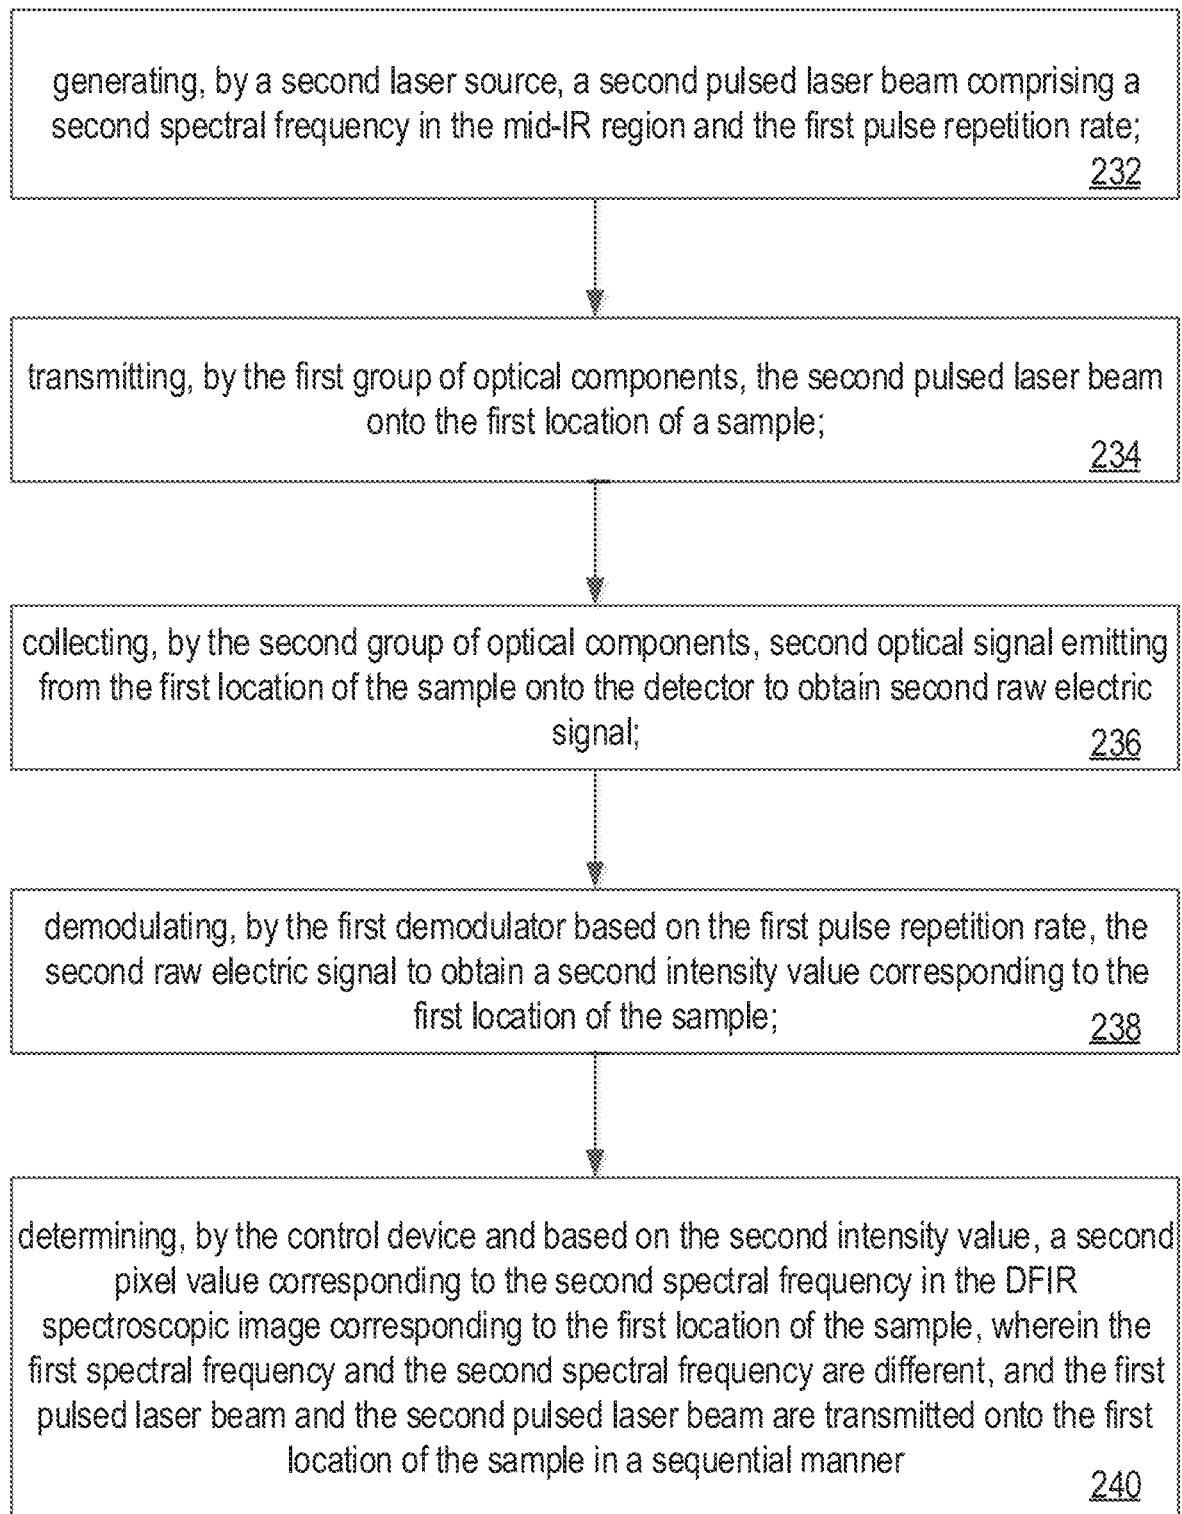 generating, by a second laser source, a second pulsed laser beam comprising a
second spectral frequency in the mid-IR region and the first pulse repetition rate;
232
transmitting, by the first group of optical components, the second pulsed laser beam
onto the first location of a sample;
234
collecting, by the second group of optical components, second optical signal emitting
from the first location of the sample onto the detector to obtain second raw electric
signal;
236
demodulating, by the first demodulator based on the first pulse repetition rate, the
second raw electric signal to obtain a second intensity value corresponding to the
first location of the sample;
238
determining, by the control device and based on the second intensity value, a second
pixel value corresponding to the second spectral frequency in the DFIR
spectroscopic image corresponding to the first location of the sample, wherein the
first spectral frequency and the second spectral frequency are different, and the first
pulsed laser beam and the second pulsed laser beam are transmitted onto the first
location of the sample in a sequential manner
240